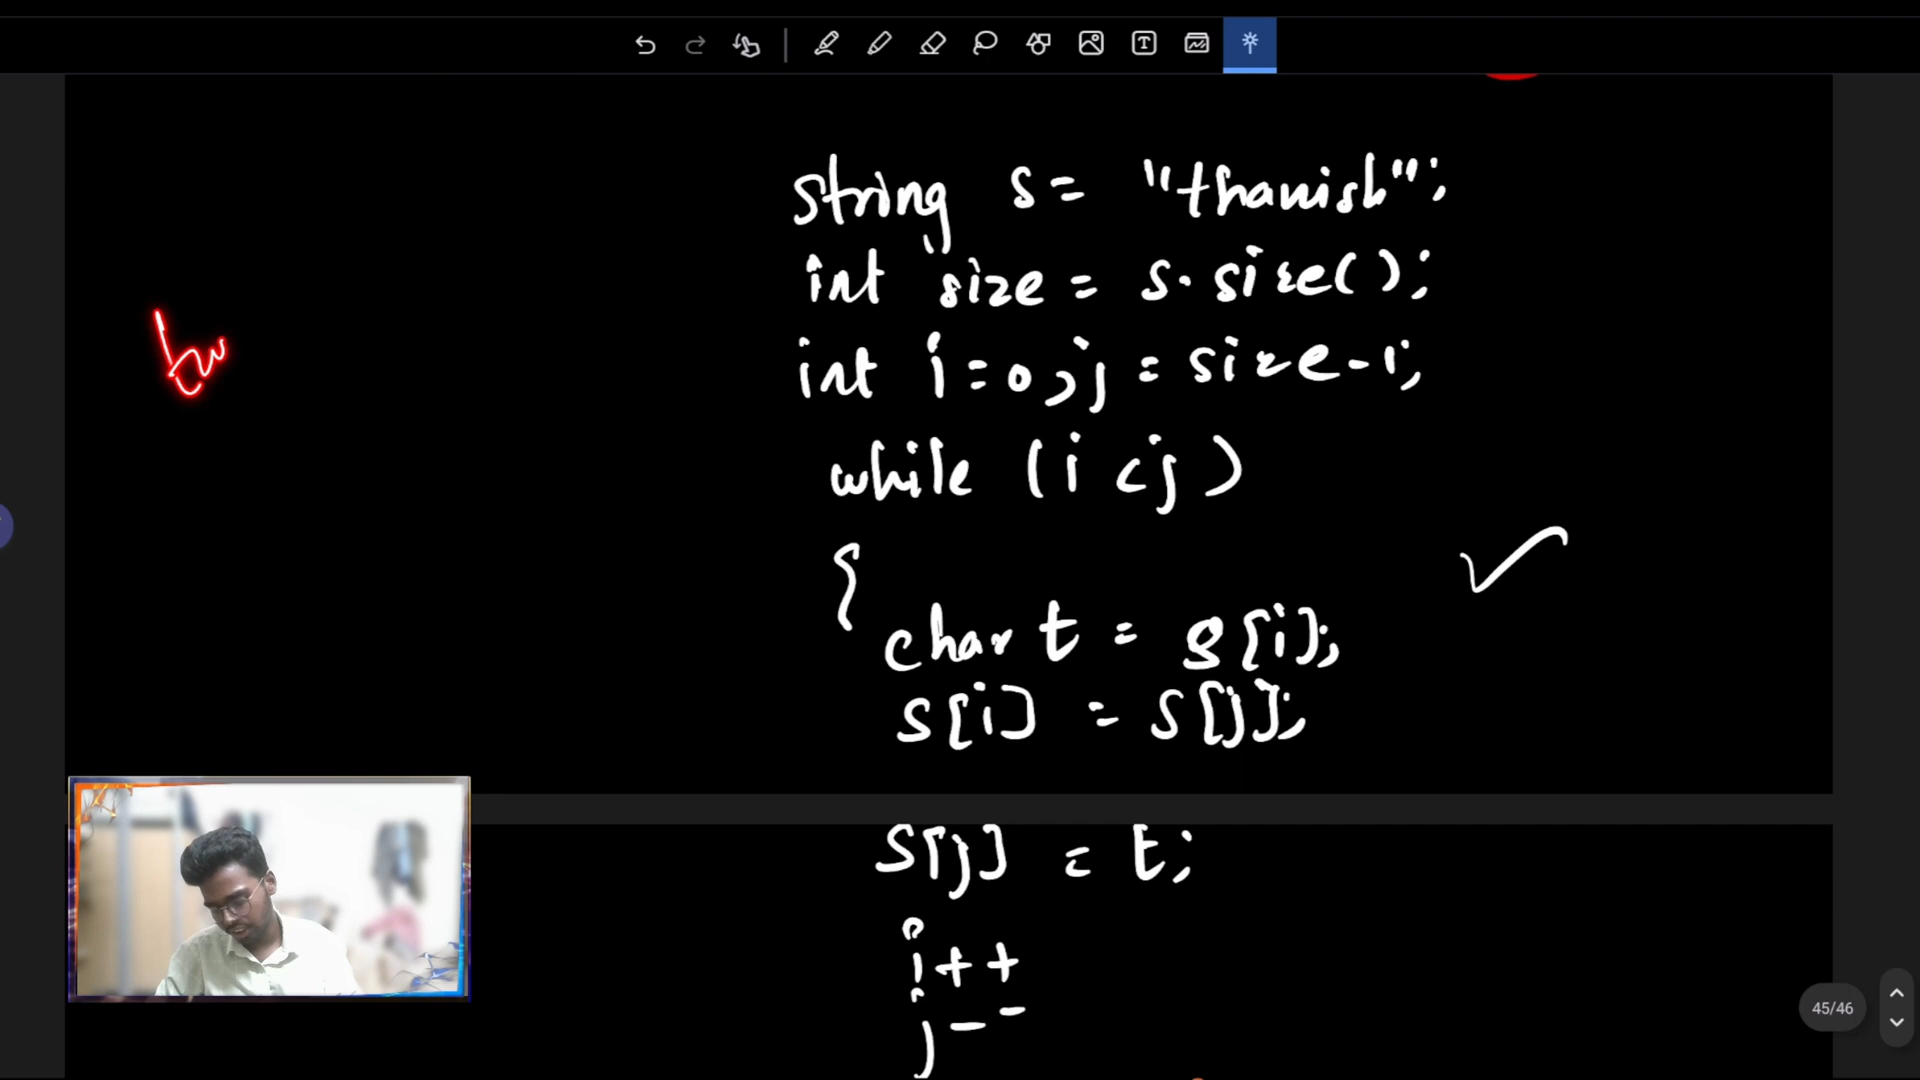 string s = "thanish";
int size = s.size();
int i=0,j=size-1;
while (i<j)
{
char t = s[i];
s[i] = s[j];
s[j] = t;
i++
j--
45/46